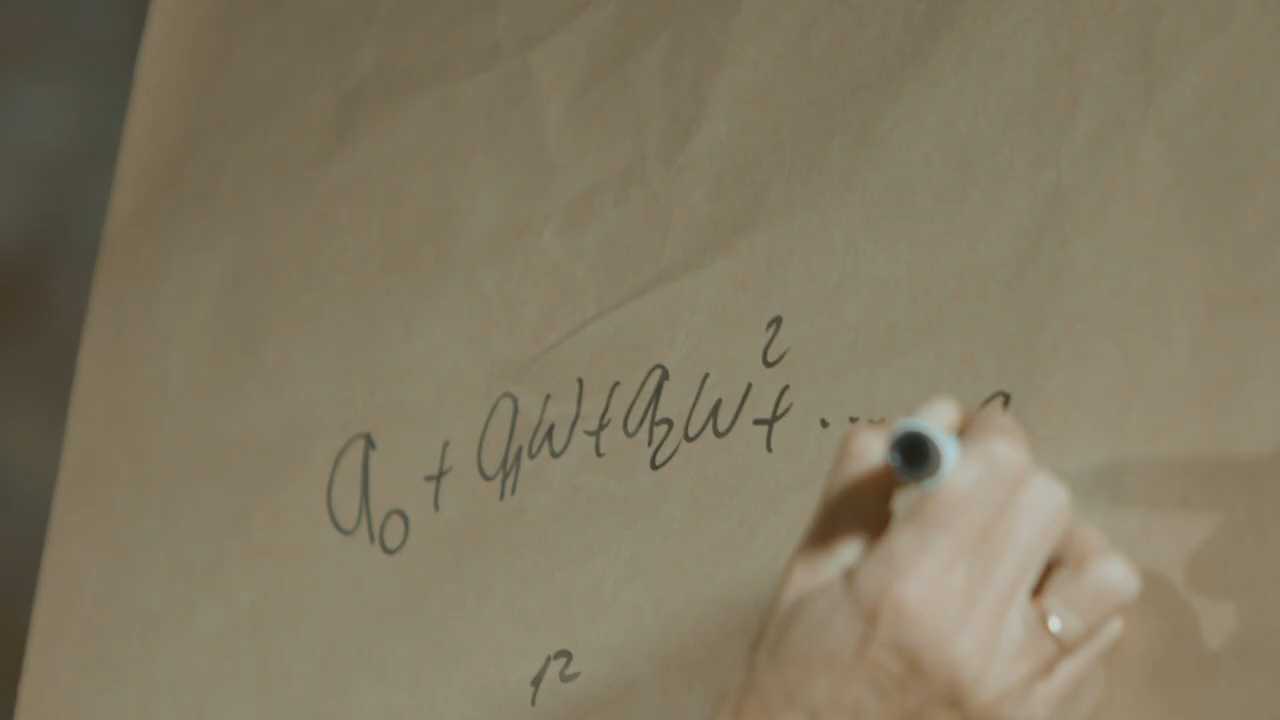 a₀ + a₁w + a₂w² + ....
12